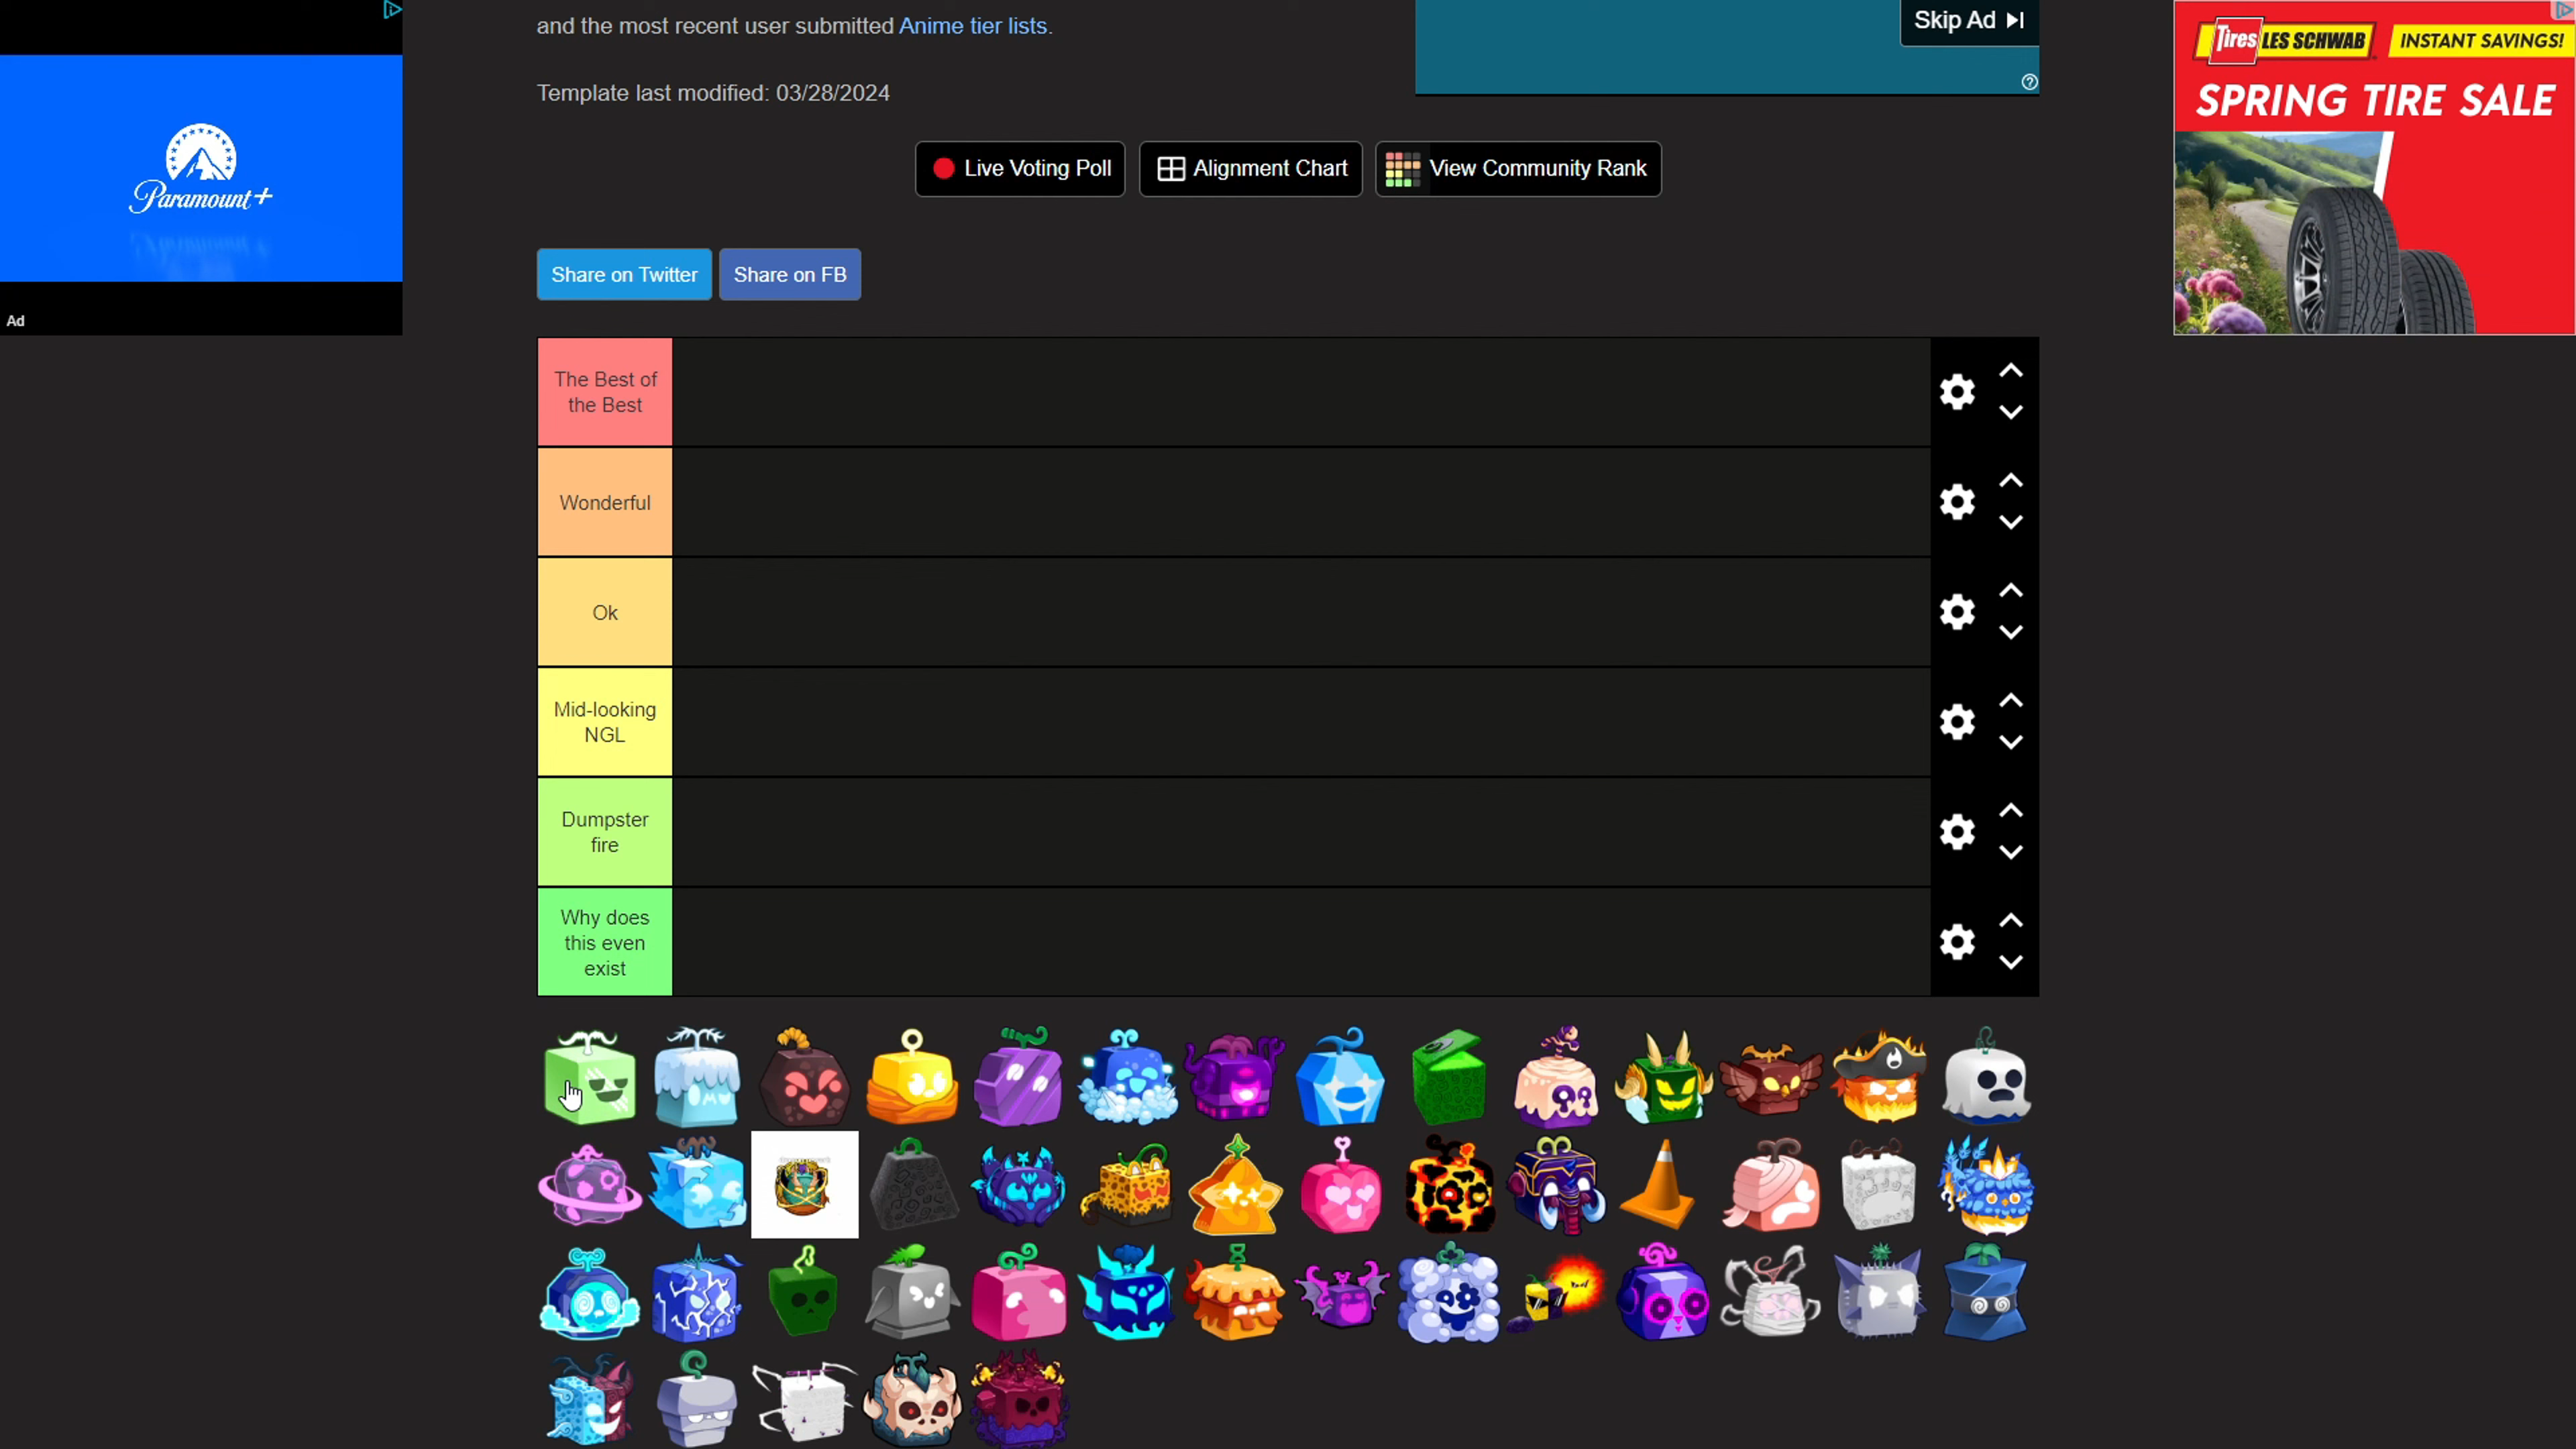 and the most recent user submitted Anime tier lists.
Skip Ad
Template last modified: 03/28/2024
Paramount+
Ad
Tires LES SCHWAB
INSTANT SAVINGS!
SPRING TIRE SALE
Live Voting Poll
Alignment Chart
View Community Rank
Share on Twitter
Share on FB
The Best of
the Best
Wonderful
Ok
Mid-looking
NGL
Dumpster
fire
Why does
this even
exist